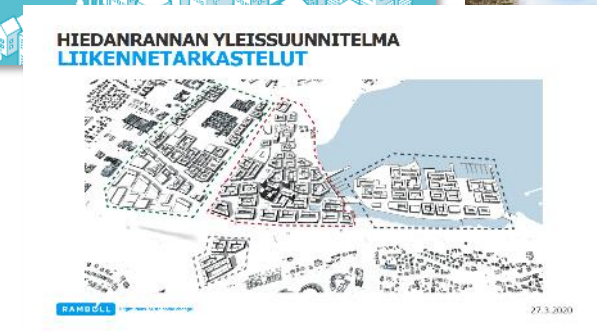 HIEDANRANNAN YLEISSUUNNITELMA
LIIKENNETARKASTELUT
RAMBOLL
27.3.2020